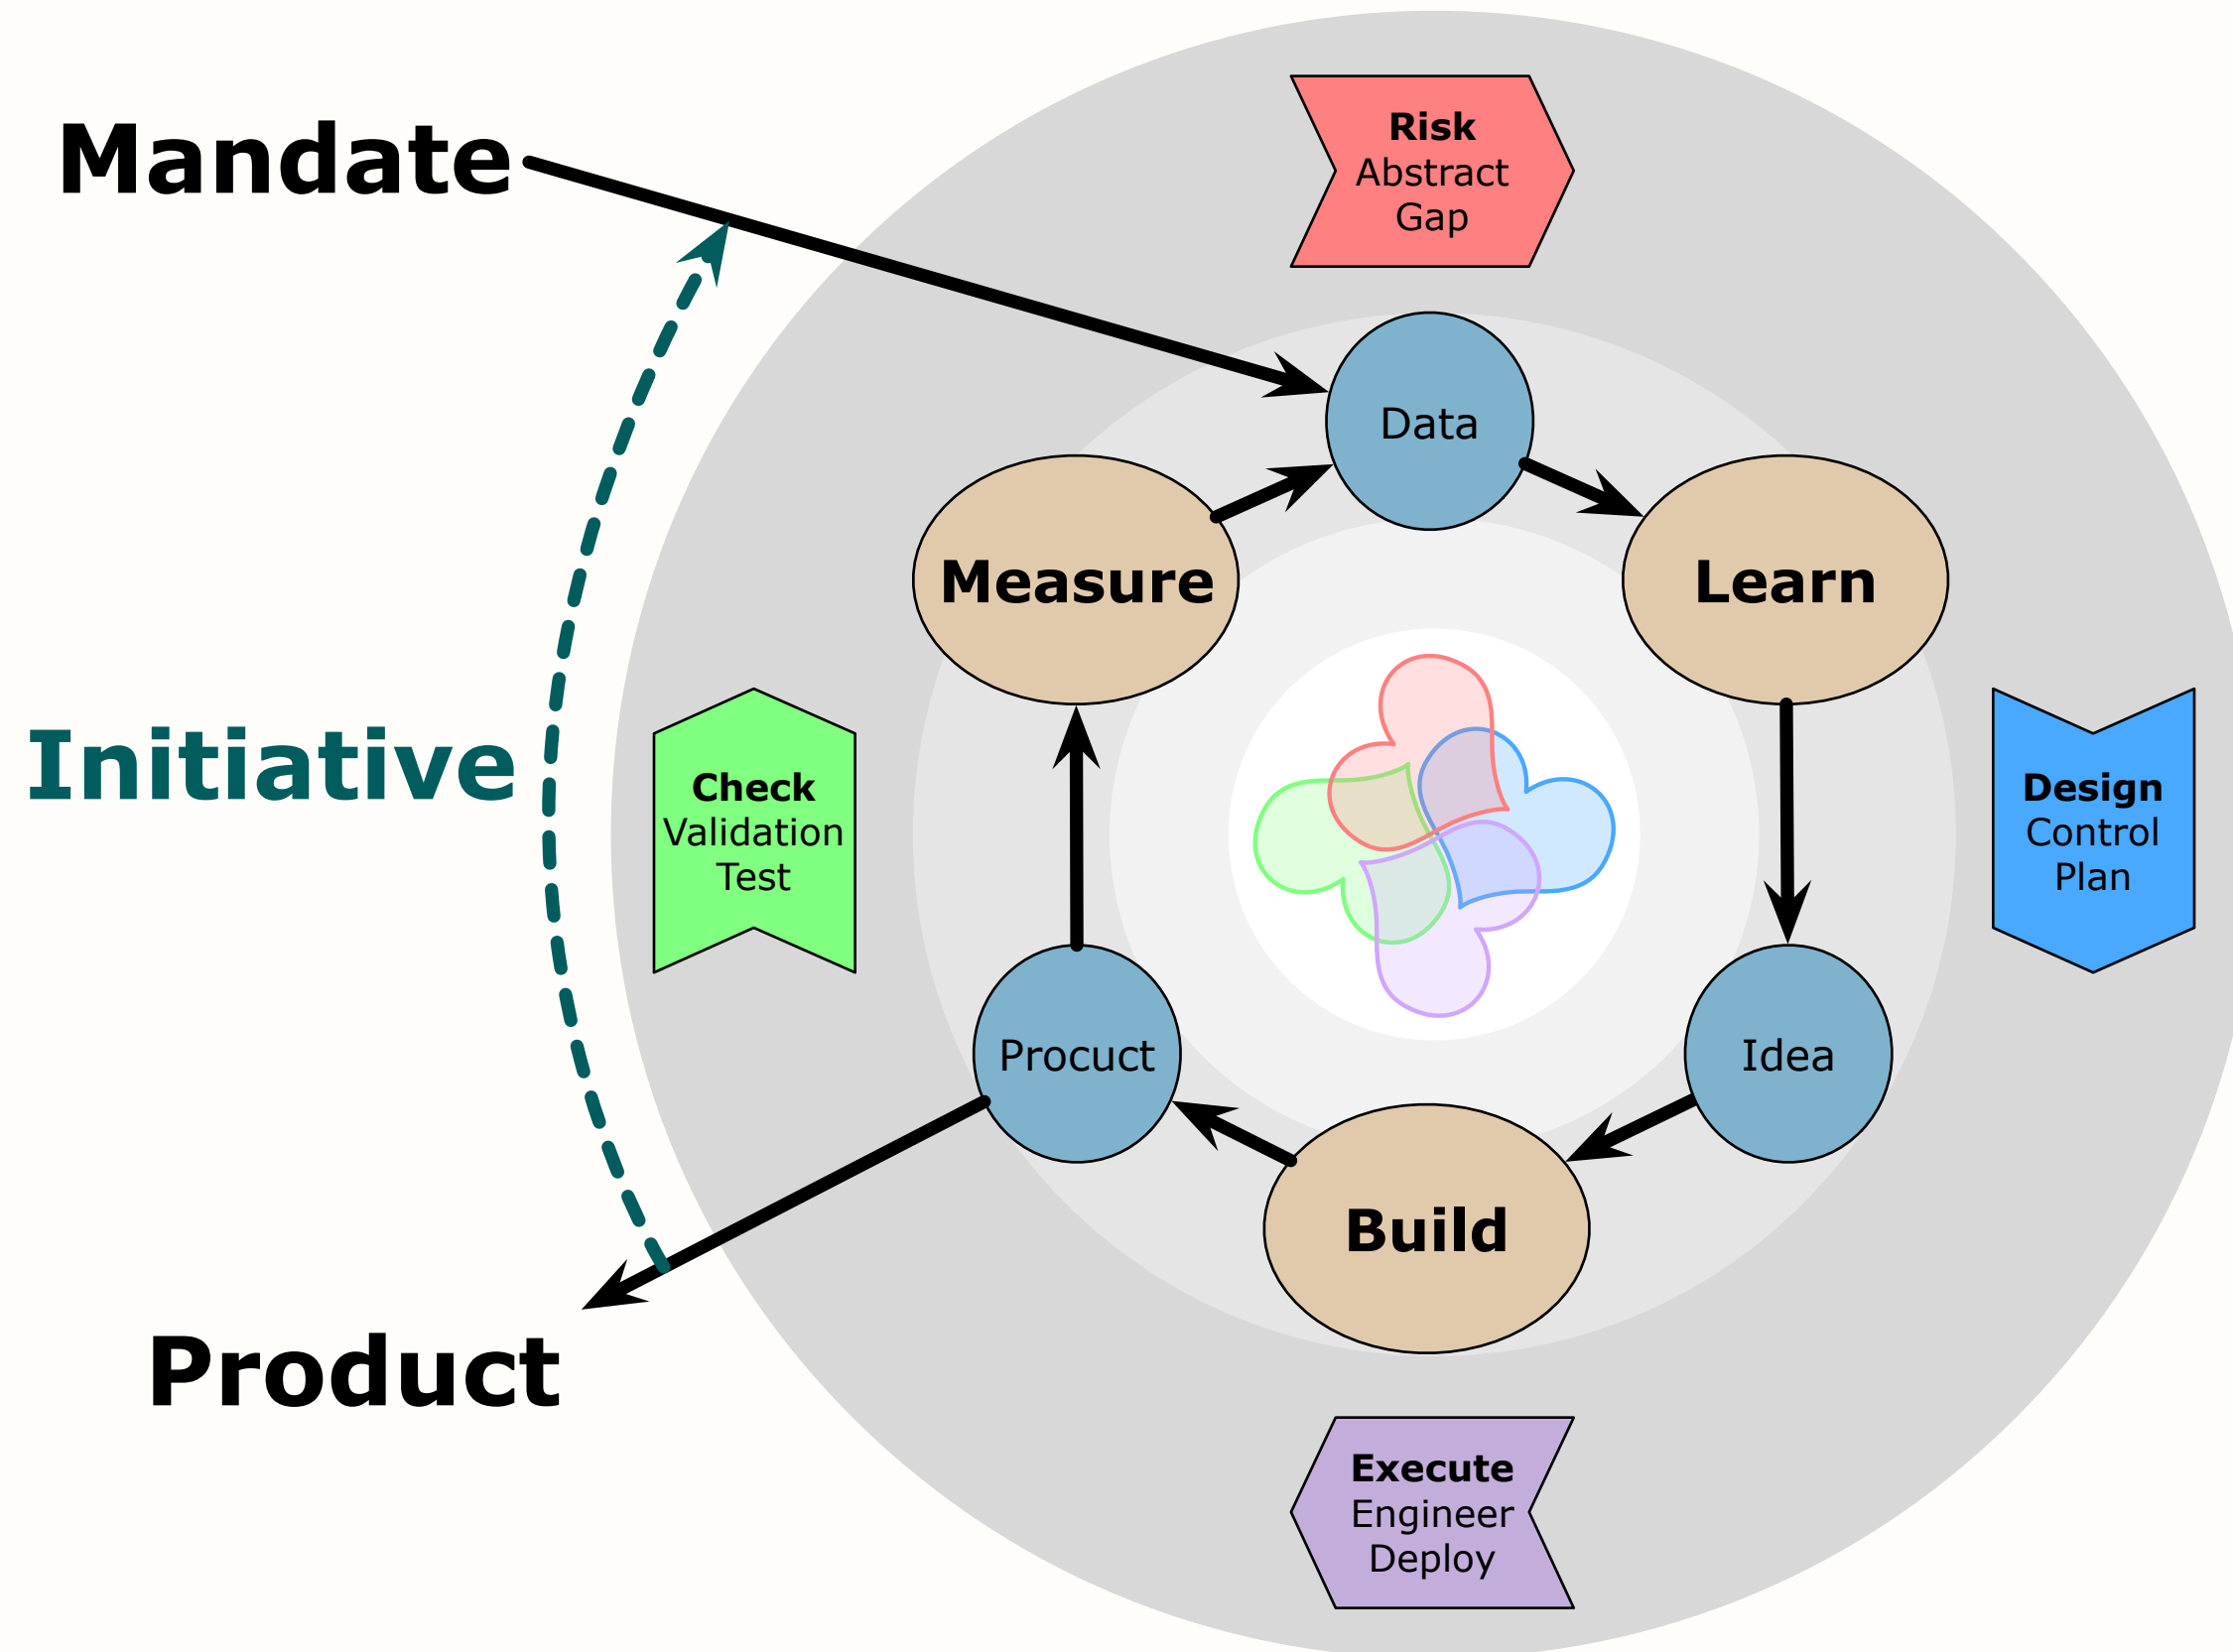 Mandate
Risk
Abstract
Gap
Data
Measure
Learn
Initiative
Check
Validation
Test
Design
Control
Plan
Procuct
Idea
Build
Product
Execute
Engineer
Deploy